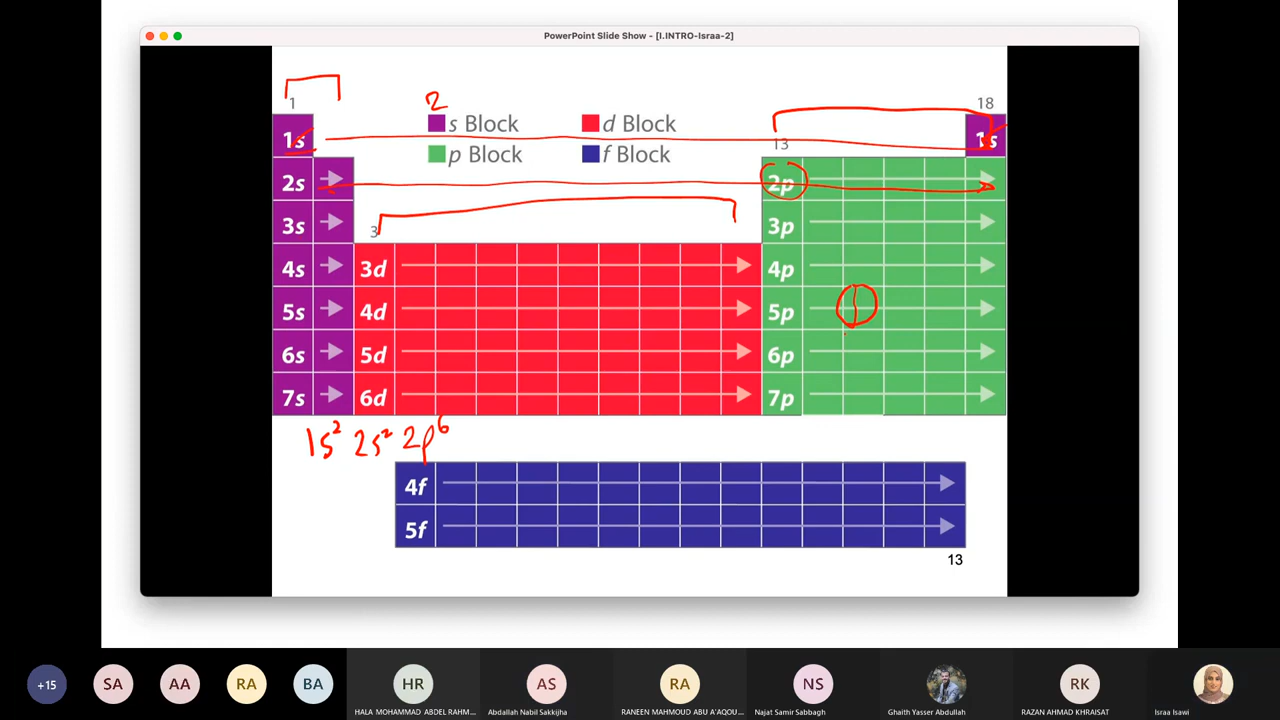 PowerPoint Slide Show - [I.INTRO-Israa-2]
1 2 18
s Block d Block
p Block f Block
13
1s 1s
2s 2p
3s 3p
3
4s 3d 4p
5s 4d 5p
6s 5d 6p
7s 6d 7p
1s² 2s² 2p⁶
4f
5f
13
+15 SA AA RA BA HR AS RA NS RK
HALA MOHAMMAD ABDEL RAHM... Abdallah Nabil Sakkijha RANEEN MAHMOUD ABU A'AQOU... Najat Samir Sabbagh Ghaith Yasser Abdullah RAZAN AHMAD KHRAISAT Israa Isawi